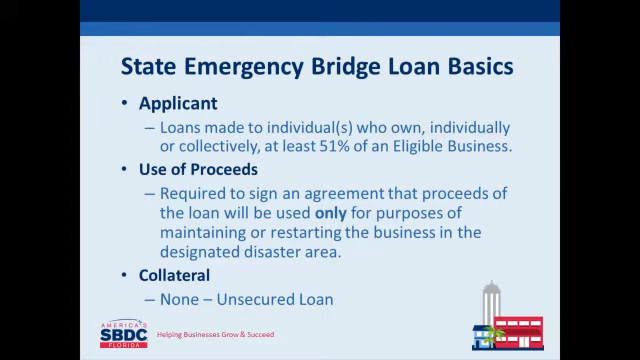 State Emergency Bridge Loan Basics
• Applicant
– Loans made to individual(s) who own, individually
or collectively, at least 51% of an Eligible Business.
• Use of Proceeds
– Required to sign an agreement that proceeds of
the loan will be used only for purposes of
maintaining or restarting the business in the
designated disaster area.
• Collateral
– None – Unsecured Loan
AMERICA'S
SBDC
FLORIDA
Helping Businesses Grow & Succeed